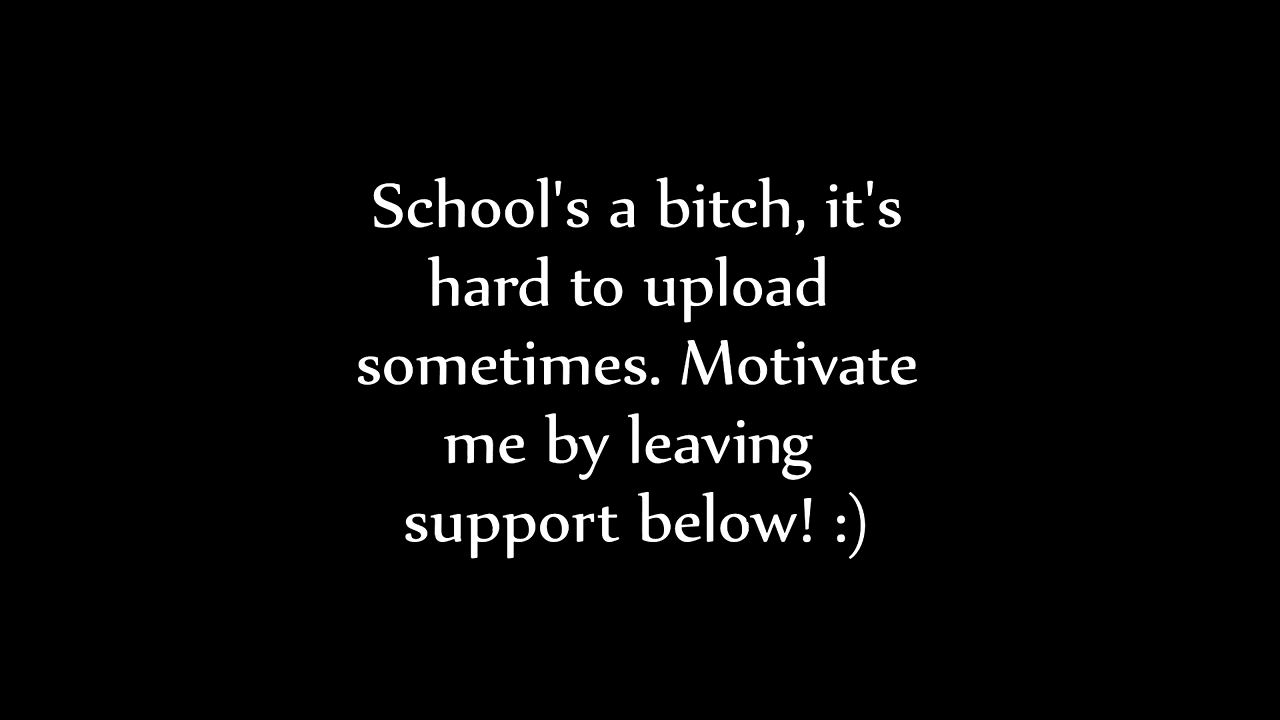 School's a bitch, it's
hard to upload
sometimes. Motivate
me by leaving
support below! :)